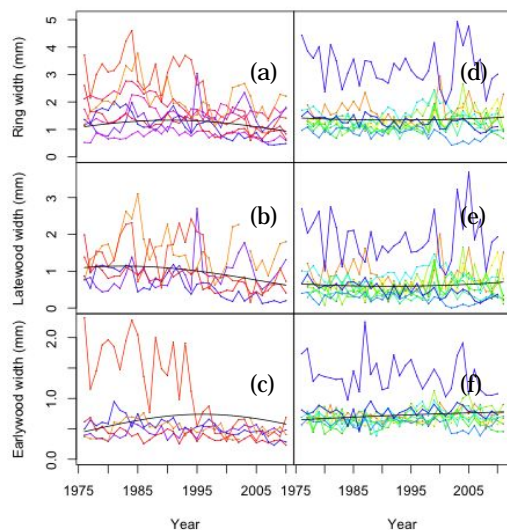 Ring width (mm)
5
4
3
2
1
0
(a)
(d)
Latewood width (mm)
3
2
1
0
(b)
(e)
Earlywood width (mm)
2.0
1.0
0.0
(c)
(f)
1975 1985 1995 2005 1975 1985 1995 2005
Year Year